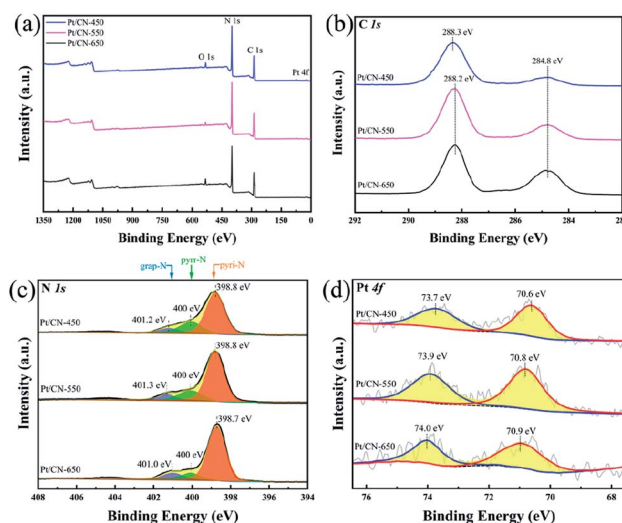 (a)
Pt/CN-450
Pt/CN-550
Pt/CN-650
N 1s
O 1s
C 1s
Pt 4f
Intensity (a.u.)
1350 1200 1050 900 750 600 450 300 150 0
Binding Energy (eV)
(b)
C 1s
288.3 eV
284.8 eV
Pt/CN-450
288.2 eV
Pt/CN-550
Pt/CN-650
Intensity (a.u.)
292 290 288 286 284 28
Binding Energy (eV)
grap-N pyrr-N pyri-N
(c)
N 1s
398.8 eV
400 eV
401.2 eV
Pt/CN-450
398.8 eV
400 eV
401.3 eV
Pt/CN-550
398.7 eV
400 eV
401.0 eV
Pt/CN-650
Intensity (a.u.)
408 406 404 402 400 398 396 394
Binding Energy (eV)
(d)
Pt 4f
73.7 eV
70.6 eV
Pt/CN-450
73.9 eV
70.8 eV
Pt/CN-550
74.0 eV
70.9 eV
Pt/CN-650
Intensity (a.u.)
76 74 72 70 68
Binding Energy (eV)